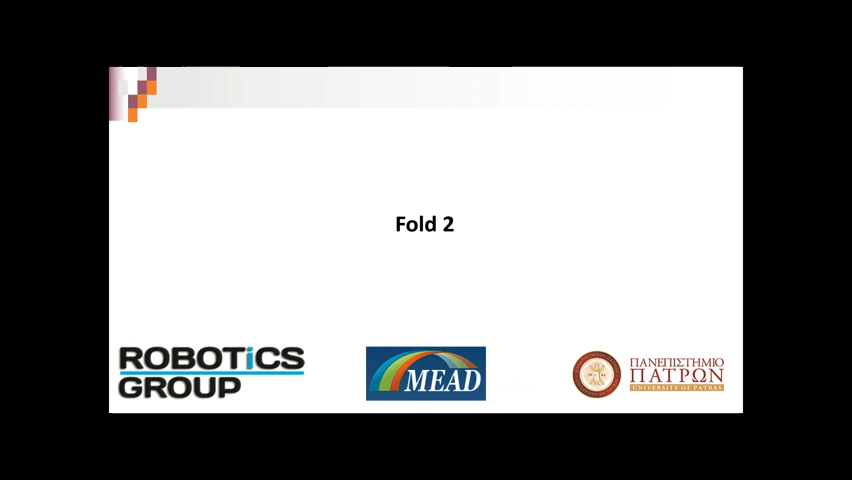 Fold 2
ROBOTiCS
GROUP
MEAD
ΠΑΝΕΠΙΣΤΗΜΙΟ
ΠΑΤΡΩΝ
UNIVERSITY OF PATRAS